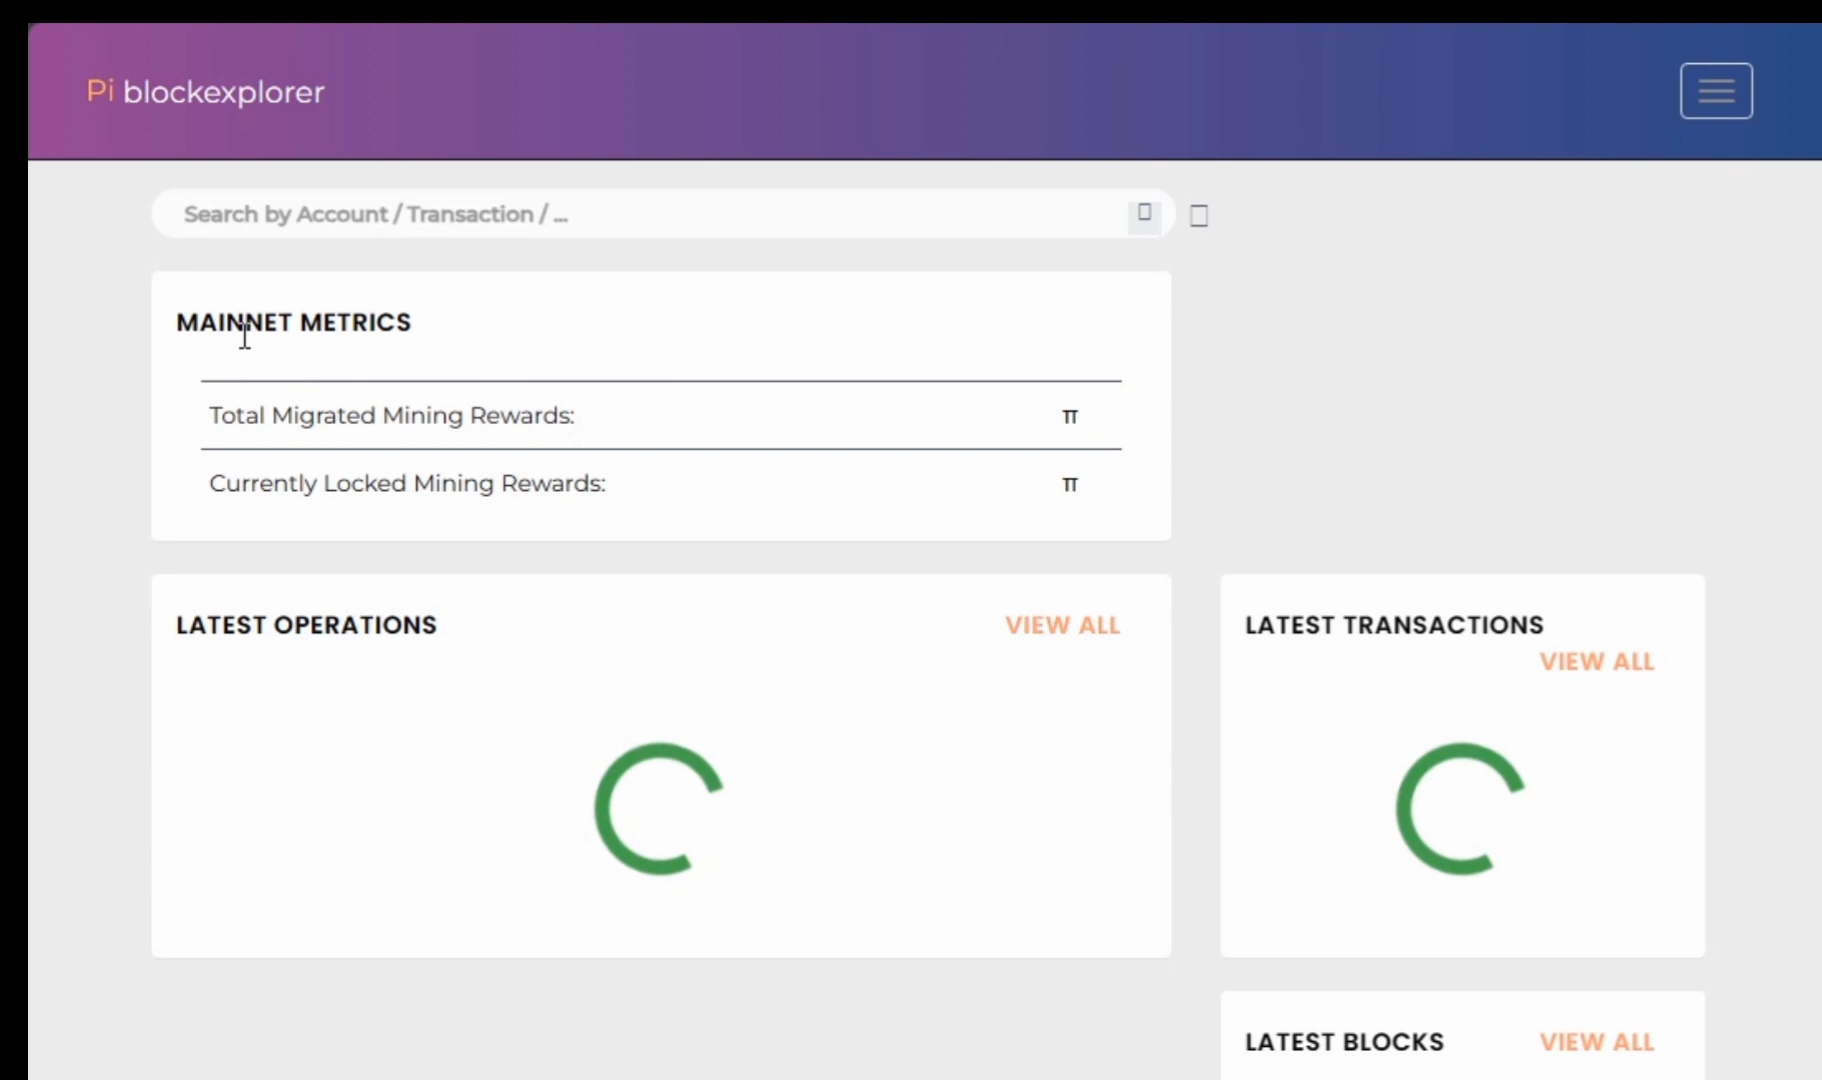 Pi blockexplorer
Search by Account / Transaction / ...
MAINNET METRICS
Total Migrated Mining Rewards: π
Currently Locked Mining Rewards: π
LATEST OPERATIONS VIEW ALL
LATEST TRANSACTIONS
VIEW ALL
LATEST BLOCKS VIEW ALL